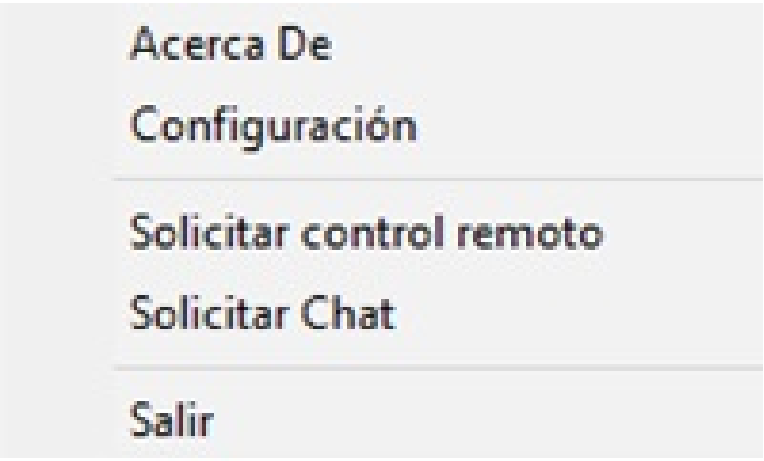 Acerca De
Configuración
Solicitar control remoto
Solicitar Chat
Salir